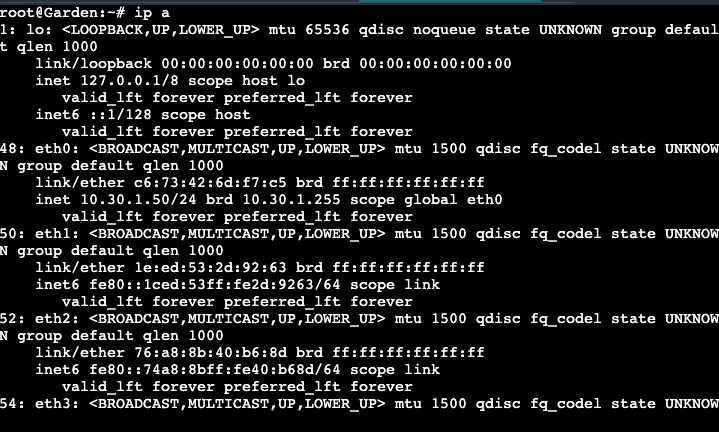 root@Garden:~# ip a
1: lo: <LOOPBACK,UP,LOWER_UP> mtu 65536 qdisc noqueue state UNKNOWN group defaul
t qlen 1000
    link/loopback 00:00:00:00:00:00 brd 00:00:00:00:00:00
    inet 127.0.0.1/8 scope host lo
       valid_lft forever preferred_lft forever
    inet6 ::1/128 scope host
       valid_lft forever preferred_lft forever
48: eth0: <BROADCAST,MULTICAST,UP,LOWER_UP> mtu 1500 qdisc fq_codel state UNKNOW
N group default qlen 1000
    link/ether c6:73:42:6d:f7:c5 brd ff:ff:ff:ff:ff:ff
    inet 10.30.1.50/24 brd 10.30.1.255 scope global eth0
       valid_lft forever preferred_lft forever
50: eth1: <BROADCAST,MULTICAST,UP,LOWER_UP> mtu 1500 qdisc fq_codel state UNKNOW
N group default qlen 1000
    link/ether 1e:ed:53:2d:92:63 brd ff:ff:ff:ff:ff:ff
    inet6 fe80::1ced:53ff:fe2d:9263/64 scope link
       valid_lft forever preferred_lft forever
52: eth2: <BROADCAST,MULTICAST,UP,LOWER_UP> mtu 1500 qdisc fq_codel state UNKNOW
N group default qlen 1000
    link/ether 76:a8:8b:40:b6:8d brd ff:ff:ff:ff:ff:ff
    inet6 fe80::74a8:8bff:fe40:b68d/64 scope link
       valid_lft forever preferred_lft forever
54: eth3: <BROADCAST,MULTICAST,UP,LOWER_UP> mtu 1500 qdisc fq_codel state UNKNOW